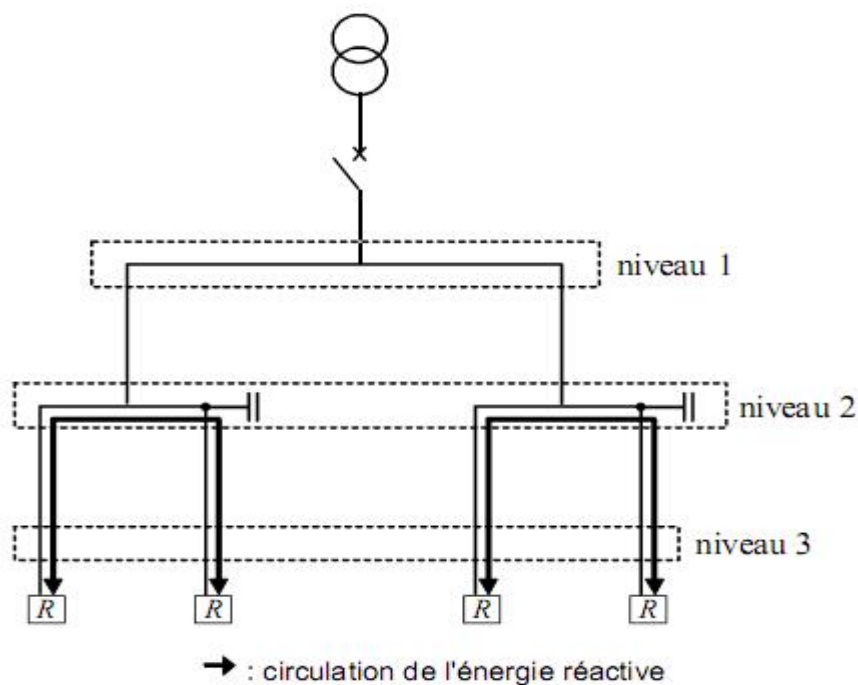 niveau 1
niveau 2
niveau 3
R R R R
: circulation de l'énergie réactive